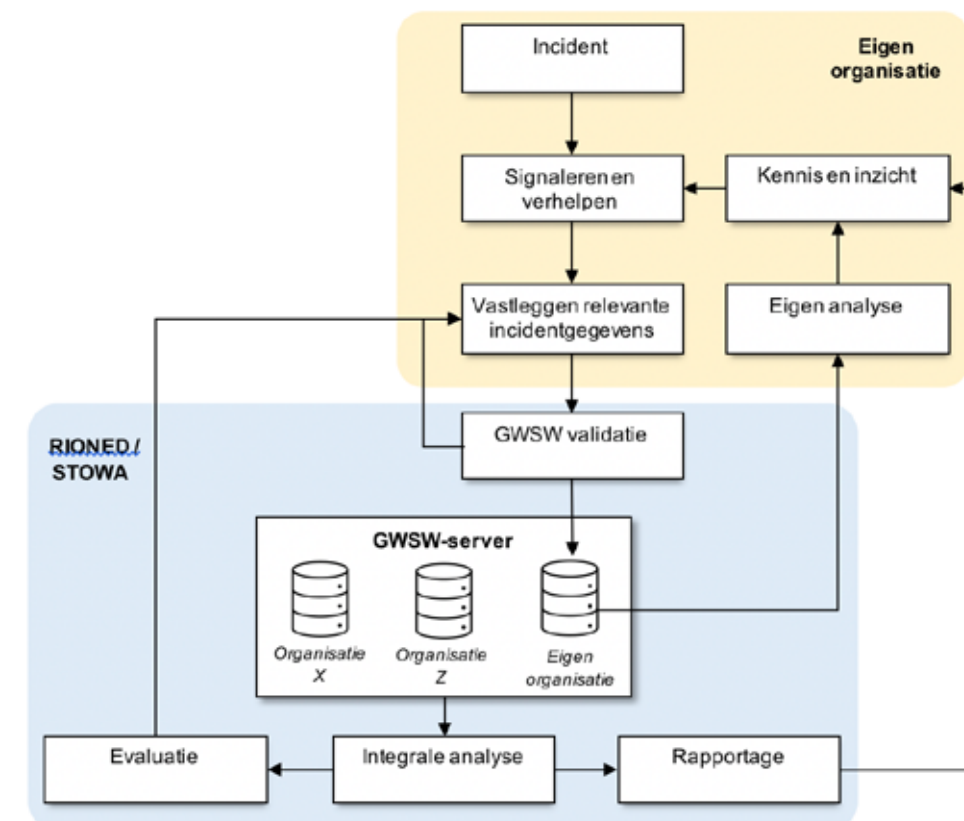 Incident
Eigen
organisatie
Signaleren en
verhelpen
Kennis en inzicht
Vastleggen relevante
incidentgegevens
Eigen analyse
RIONED/
STOWA
GWSW validatie
GWSW-server
Organisatie
X
Organisatie
Z
Eigen
organisatie
Evaluatie
Integrale analyse
Rapportage